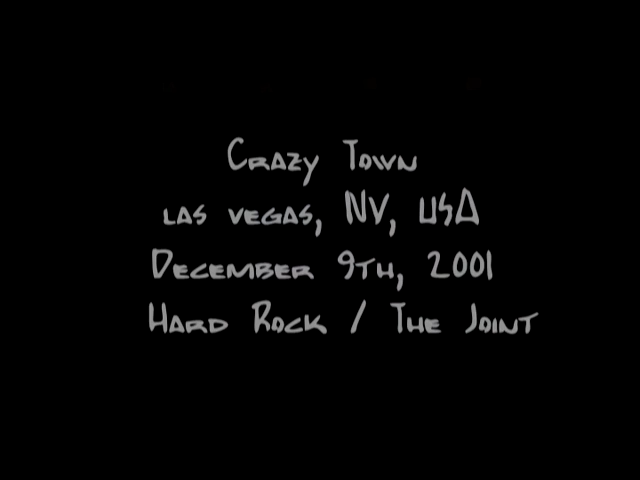 Crazy Town
Las Vegas, NV, USA
December 9th, 2001
Hard Rock / The Joint